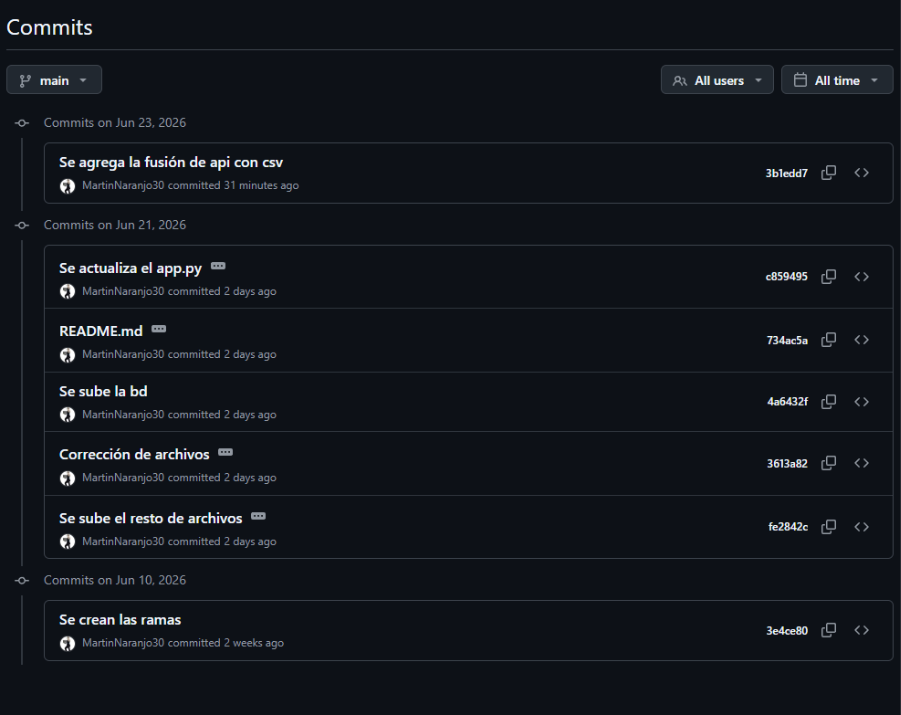 Commits
main
All users
All time
Commits on Jun 23, 2026
Se agrega la fusión de api con csv
3b1edd7
MartinNaranjo30 committed 31 minutes ago
Commits on Jun 21, 2026
Se actualiza el app.py
c859495
MartinNaranjo30 committed 2 days ago
README.md
734ac5a
MartinNaranjo30 committed 2 days ago
Se sube la bd
4a6432f
MartinNaranjo30 committed 2 days ago
Corrección de archivos
3613a82
MartinNaranjo30 committed 2 days ago
Se sube el resto de archivos
fe2842c
MartinNaranjo30 committed 2 days ago
Commits on Jun 10, 2026
Se crean las ramas
3e4ce80
MartinNaranjo30 committed 2 weeks ago